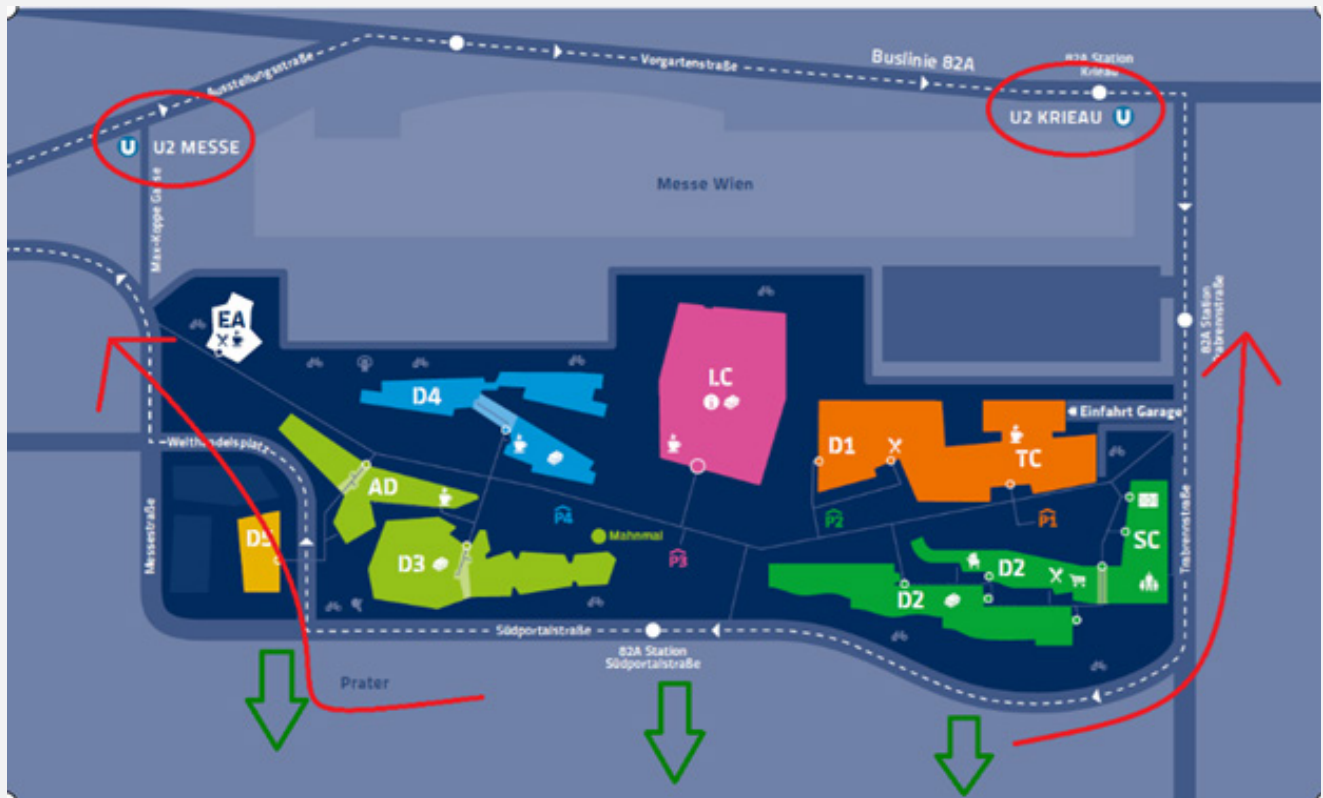 Ausstellungsstraße
Vorgartenstraße
Buslinie 82A
82A Station
Krieau
U U2 MESSE
U2 KRIEAU U
Messe Wien
Max-Koppe Gasse
EA
D4
LC
82A Station
Einfahrt Garage
D1
TC
Welthandelsplatz
AD
P4
P2
P1
Mahnmal
SC
D5
D3
P3
D2
D2
Messestraße
Trabrennstraße
Südportalstraße
82A Station
Südportalstraße
Prater